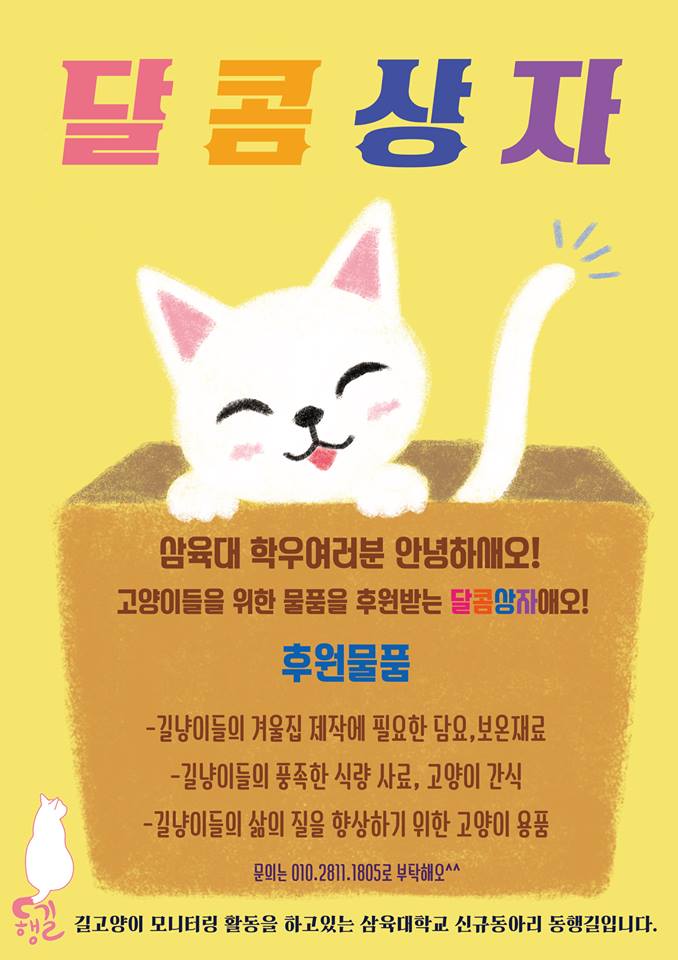 달콤상자
삼육대 학우여러분 안녕하새오!
고양이들을 위한 물품을 후원받는 달콤상자애오!
후원물품
-길냥이들의 겨울집 제작에 필요한 담요,보온재료
-길냥이들의 풍족한 식량 사료, 고양이 간식
-길냥이들의 삶의 질을 향상하기 위한 고양이 용품
문의는 010.2811.1805로 부탁해오^^
동행길
길고양이 모니터링 활동을 하고있는 삼육대학교 신규동아리 동행길입니다.